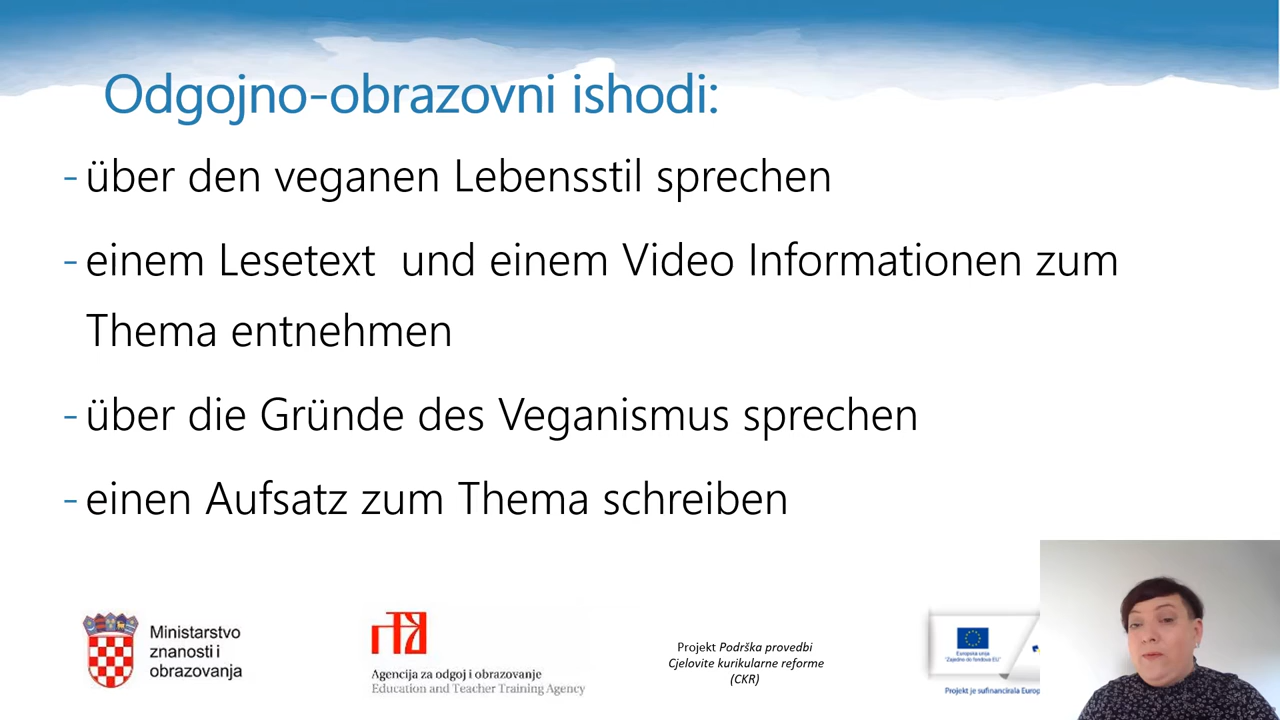 Odgojno-obrazovni ishodi:
- über den veganen Lebensstil sprechen
- einem Lesetext und einem Video Informationen zum
Thema entnehmen
- über die Gründe des Veganismus sprechen
- einen Aufsatz zum Thema schreiben
Ministarstvo
znanosti i
obrazovanja
Agencija za odgoj i obrazovanje
Education and Teacher Training Agency
Projekt Podrška provedbi
Cjelovite kurikularne reforme
(CKR)
Europska unija
"Zajedno do fondova EU"
Projekt je sufinancirala Europ